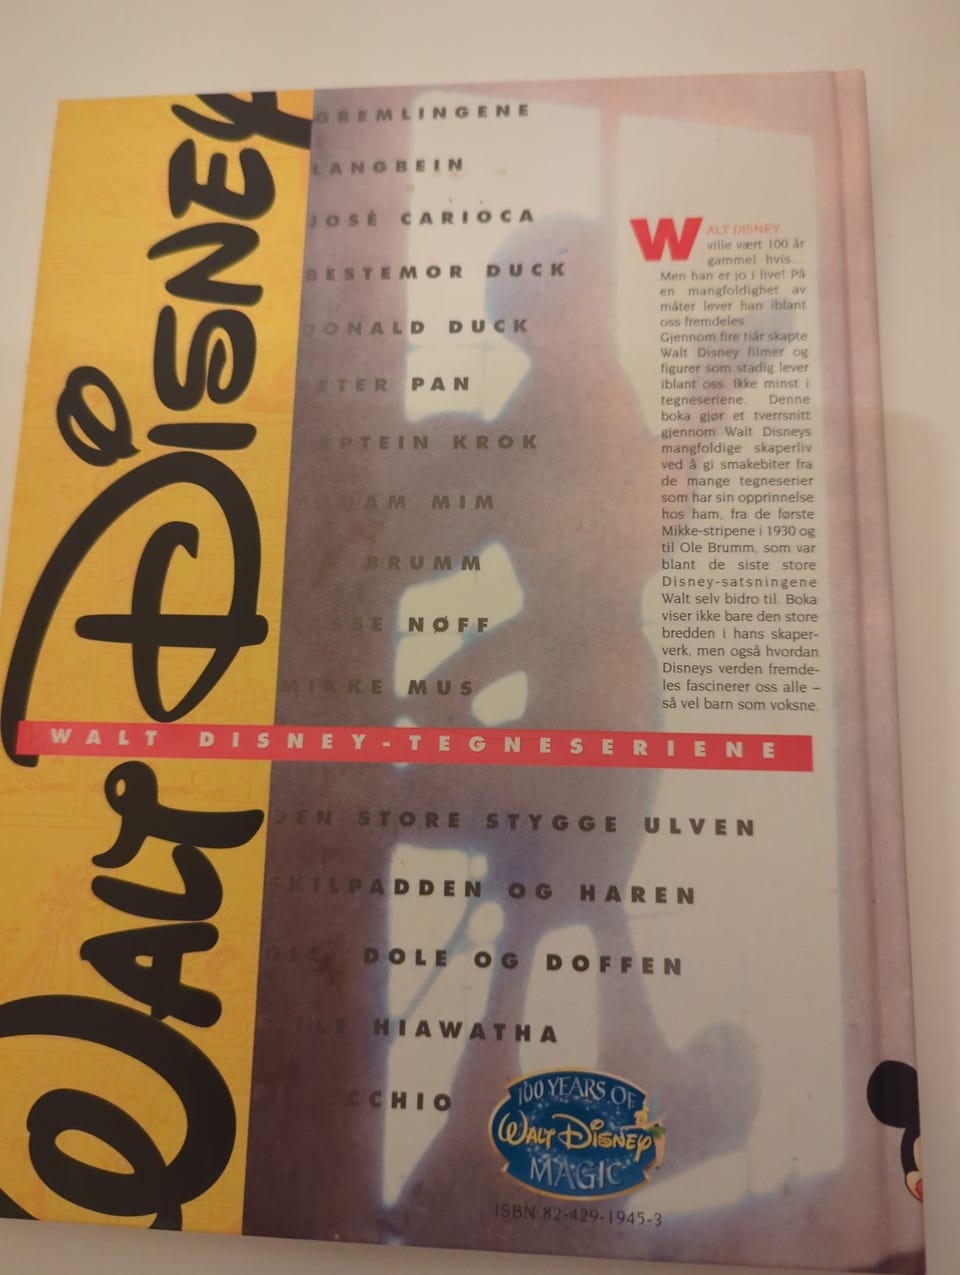 WALT DISNEY
GREMLINGENE
LANGBEIN
JOSÉ CARIOCA
BESTEMOR DUCK
DONALD DUCK
PETER PAN
KAPTEIN KROK
MADAM MIM
OLE BRUMM
NASSE NØFF
MIKKE MUS
WALT DISNEY-TEGNESERIENE
DEN STORE STYGGE ULVEN
SKILPADDEN OG HAREN
OLE, DOLE OG DOFFEN
LILLE HIAWATHA
PINOCCHIO
WALT DISNEY
ville vært 100 år
gammel hvis...
Men han er jo i live! På
en mangfoldighet av
måter lever han iblant
oss fremdeles.
Gjennom fire tiår skapte
Walt Disney filmer og
figurer som stadig lever
iblant oss. Ikke minst i
tegneseriene. Denne
boka gjør et tverrsnitt
gjennom Walt Disneys
mangfoldige skaperliv
ved å gi smakebiter fra
de mange tegneserier
som har sin opprinnelse
hos ham, fra de første
Mikke-stripene i 1930 og
til Ole Brumm, som var
blant de siste store
Disney-satsningene
Walt selv bidro til. Boka
viser ikke bare den store
bredden i hans skaper-
verk, men også hvordan
Disneys verden fremde-
les fascinerer oss alle –
så vel barn som voksne.
100 YEARS OF
WALT DISNEY
MAGIC
ISBN 82-429-1945-3